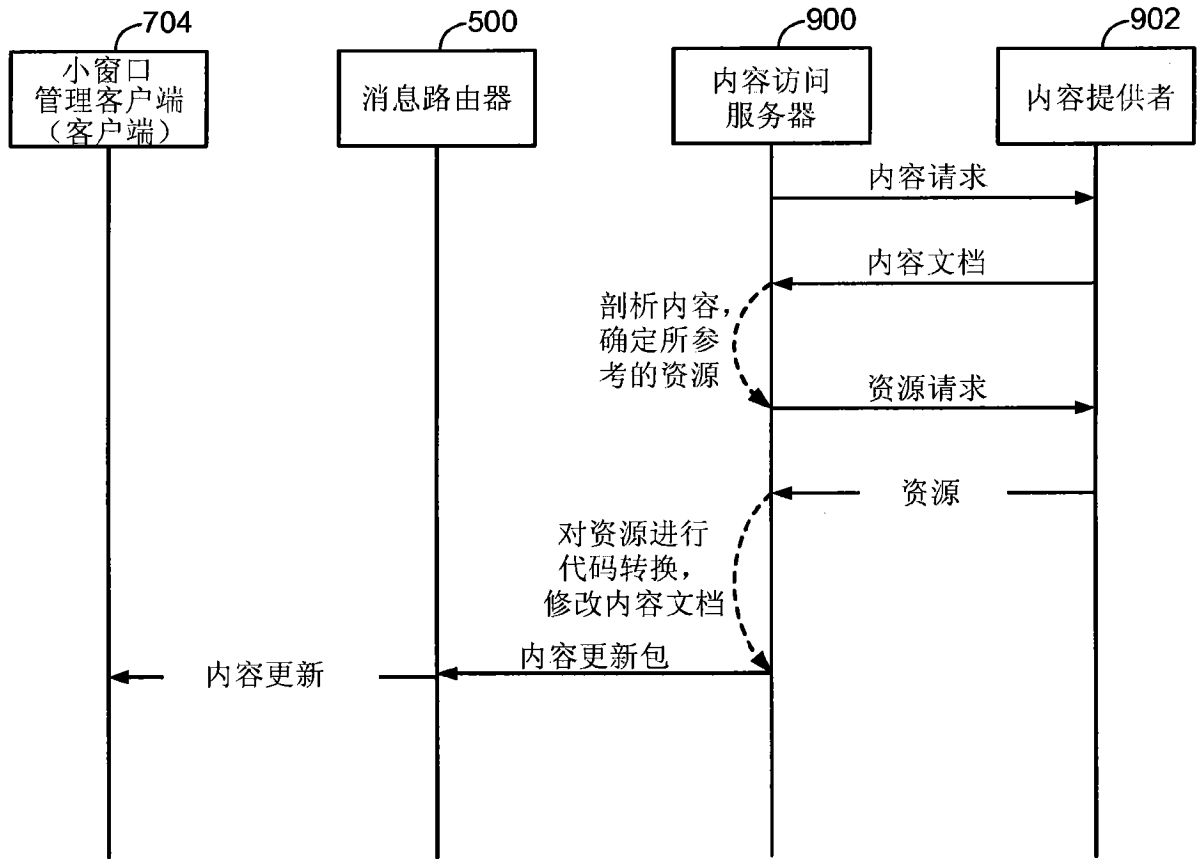 704
500
900
902
小窗口
管理客户端
（客户端）
消息路由器
内容访问
服务器
内容提供者
内容请求
内容文档
剖析内容，
确定所参
考的资源
资源请求
资源
对资源进行
代码转换，
修改内容文档
内容更新包
内容更新